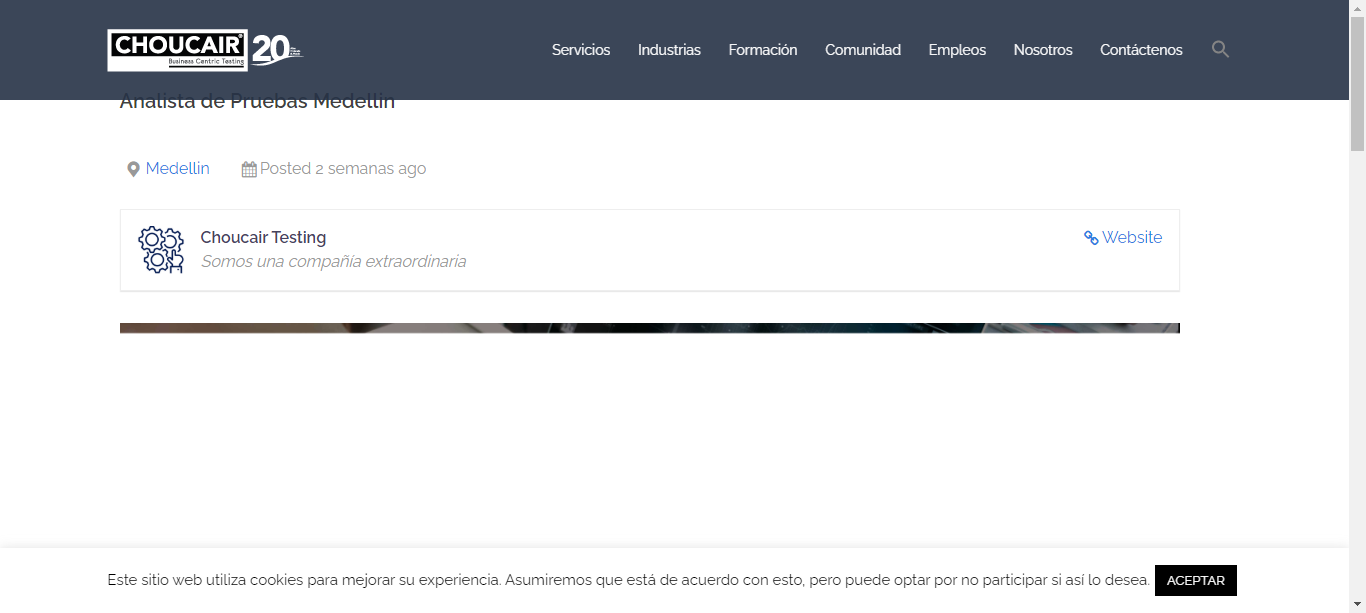 CHOUCAIR
Business Centric Testing
20
Servicios
Industrias
Formación
Comunidad
Empleos
Nosotros
Contáctenos
Analista de Pruebas Medellin
Medellin
Posted 2 semanas ago
Choucair Testing
Website
Somos una compañía extraordinaria
Este sitio web utiliza cookies para mejorar su experiencia. Asumiremos que está de acuerdo con esto, pero puede optar por no participar si así lo desea.
ACEPTAR